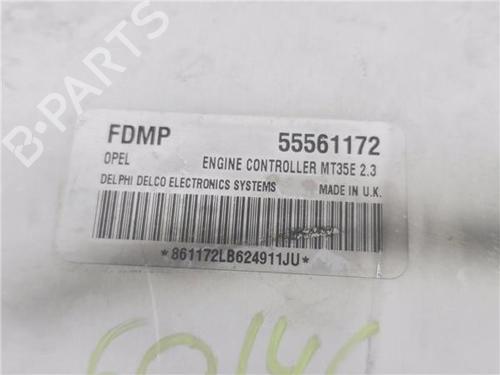 FDMP 55561172
OPEL ENGINE CONTROLLER MT35E 2.3
DELPHI DELCO ELECTRONICS SYSTEMS MADE IN U.K.
*861172LB624911JU*
B-PARTS